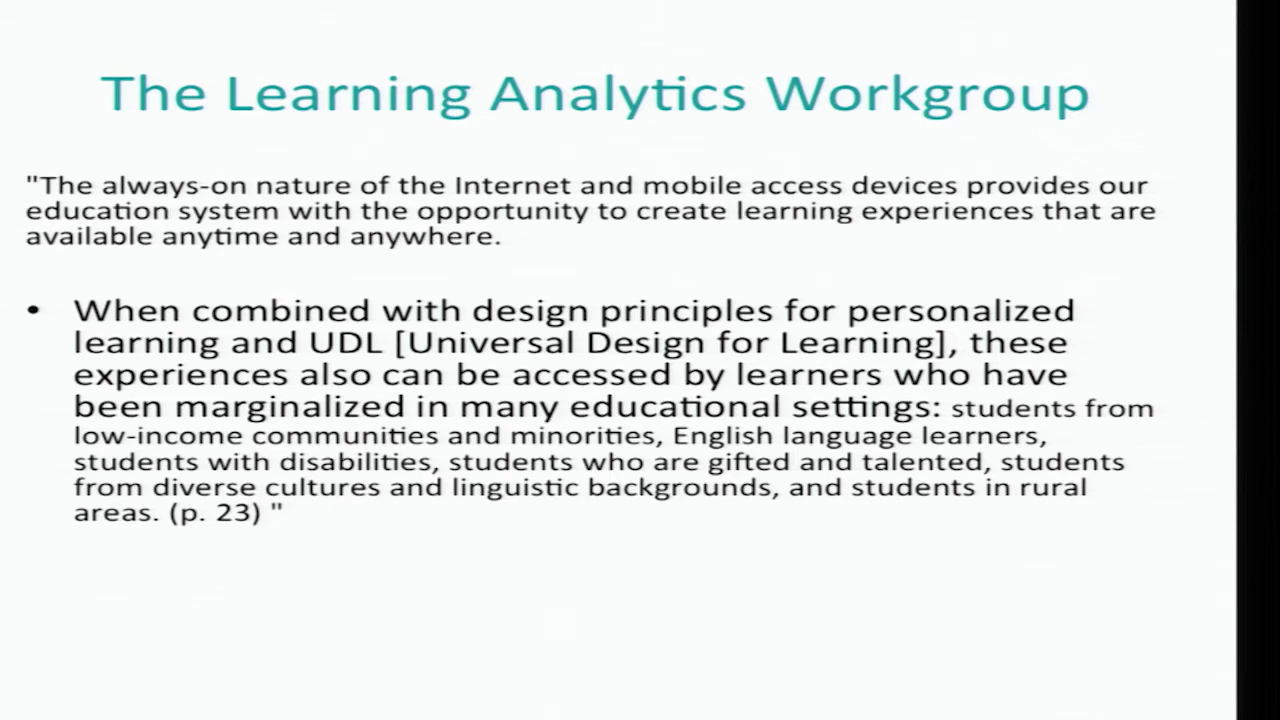 The Learning Analytics Workgroup
"The always-on nature of the Internet and mobile access devices provides our
education system with the opportunity to create learning experiences that are
available anytime and anywhere.
• When combined with design principles for personalized
learning and UDL [Universal Design for Learning], these
experiences also can be accessed by learners who have
been marginalized in many educational settings: students from
low-income communities and minorities, English language learners,
students with disabilities, students who are gifted and talented, students
from diverse cultures and linguistic backgrounds, and students in rural
areas. (p. 23) "